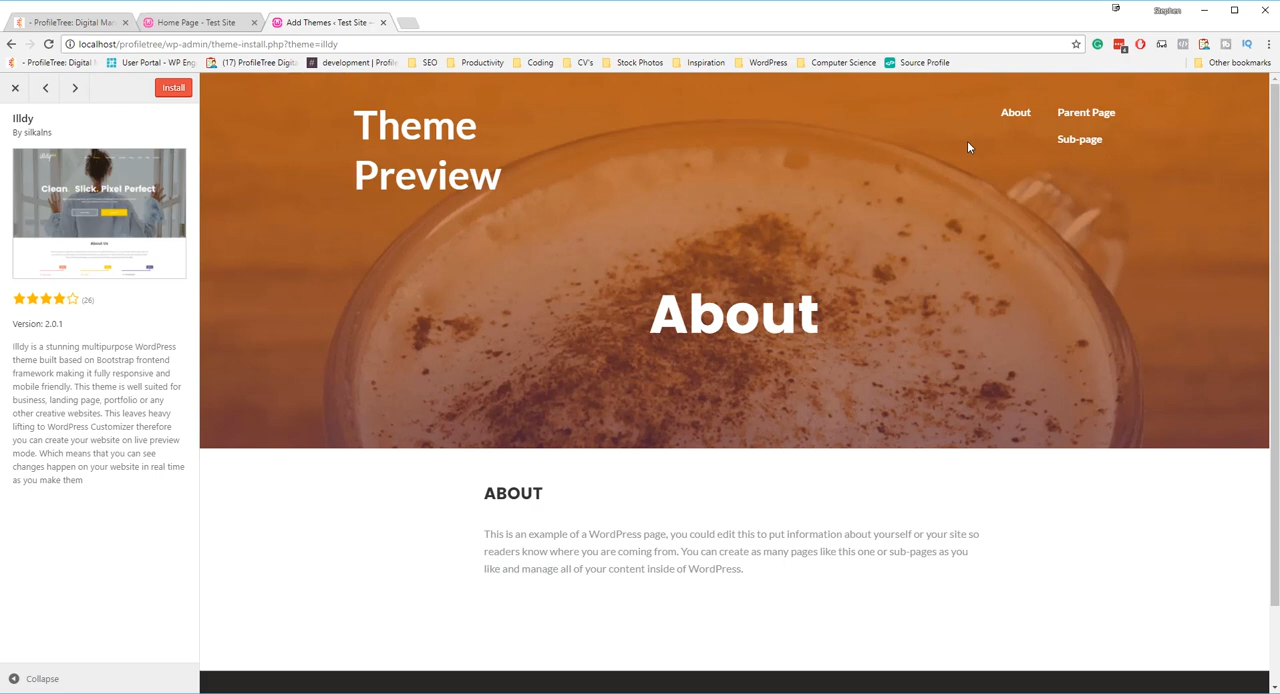 Stephen
- ProfileTree: Digital Mar
Home Page - Test Site
Add Themes ‹ Test Site —
localhost/profiletree/wp-admin/theme-install.php?theme=illdy
- ProfileTree: Digital
User Portal - WP Eng
(17) ProfileTree Digit
development | Profile
SEO
Productivity
Coding
CV's
Stock Photos
Inspiration
WordPress
Computer Science
Source Profile
Other bookmarks
Install
Illdy
By silkalns
Clean Slick. Pixel Perfect
About Us
(26)
Version: 2.0.1
Illdy is a stunning multipurpose WordPress
theme built based on Bootstrap frontend
framework making it fully responsive and
mobile friendly. This theme is well suited for
business, landing page, portfolio or any
other creative websites. This leaves heavy
lifting to WordPress Customizer therefore
you can create your website on live preview
mode. Which means that you can see
changes happen on your website in real time
as you make them
Collapse
Theme
Preview
About
Parent Page
Sub-page
About
ABOUT
This is an example of a WordPress page, you could edit this to put information about yourself or your site so
readers know where you are coming from. You can create as many pages like this one or sub-pages as you
like and manage all of your content inside of WordPress.